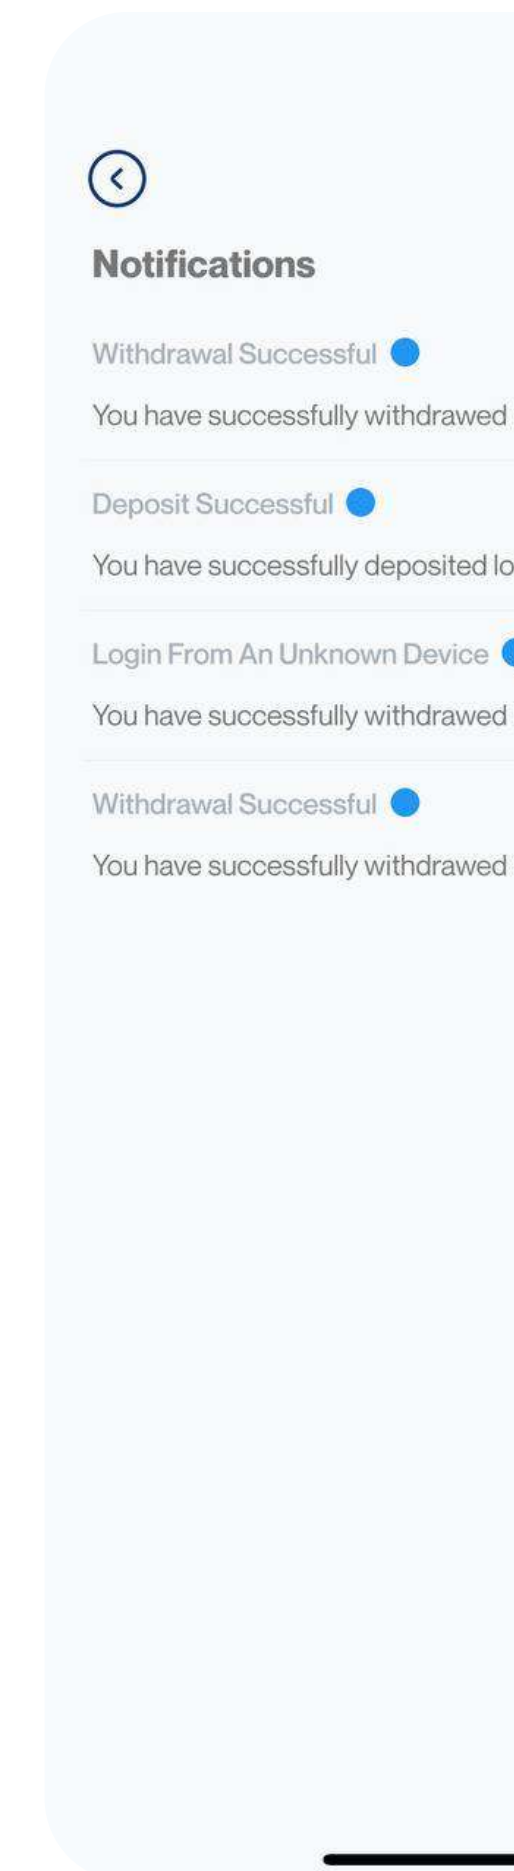 Notifications
Withdrawal Successful
You have successfully withdrawed
Deposit Successful
You have successfully deposited lo
Login From An Unknown Device
You have successfully withdrawed
Withdrawal Successful
You have successfully withdrawed